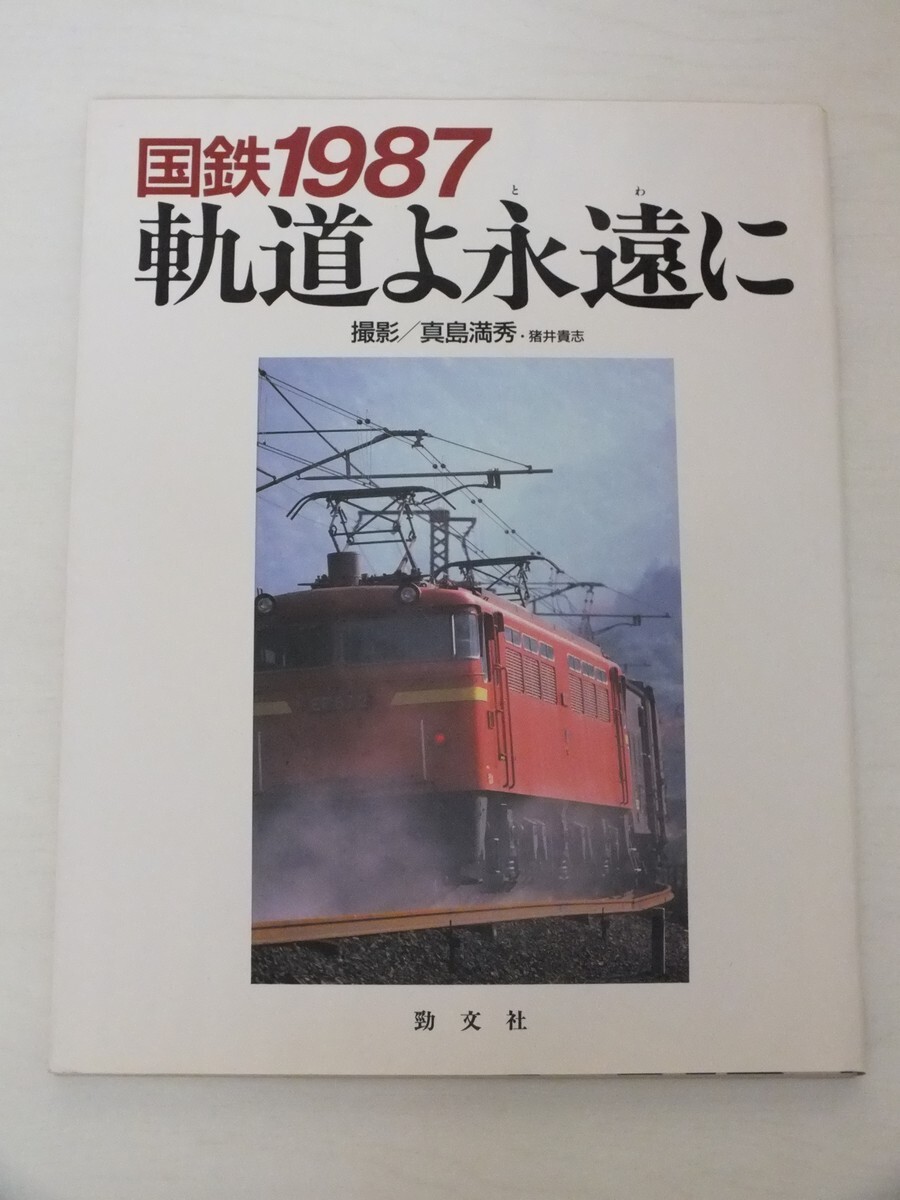 国鉄1987
とわ
軌道よ永遠に
撮影／真島満秀・猪井貴志
勁文社